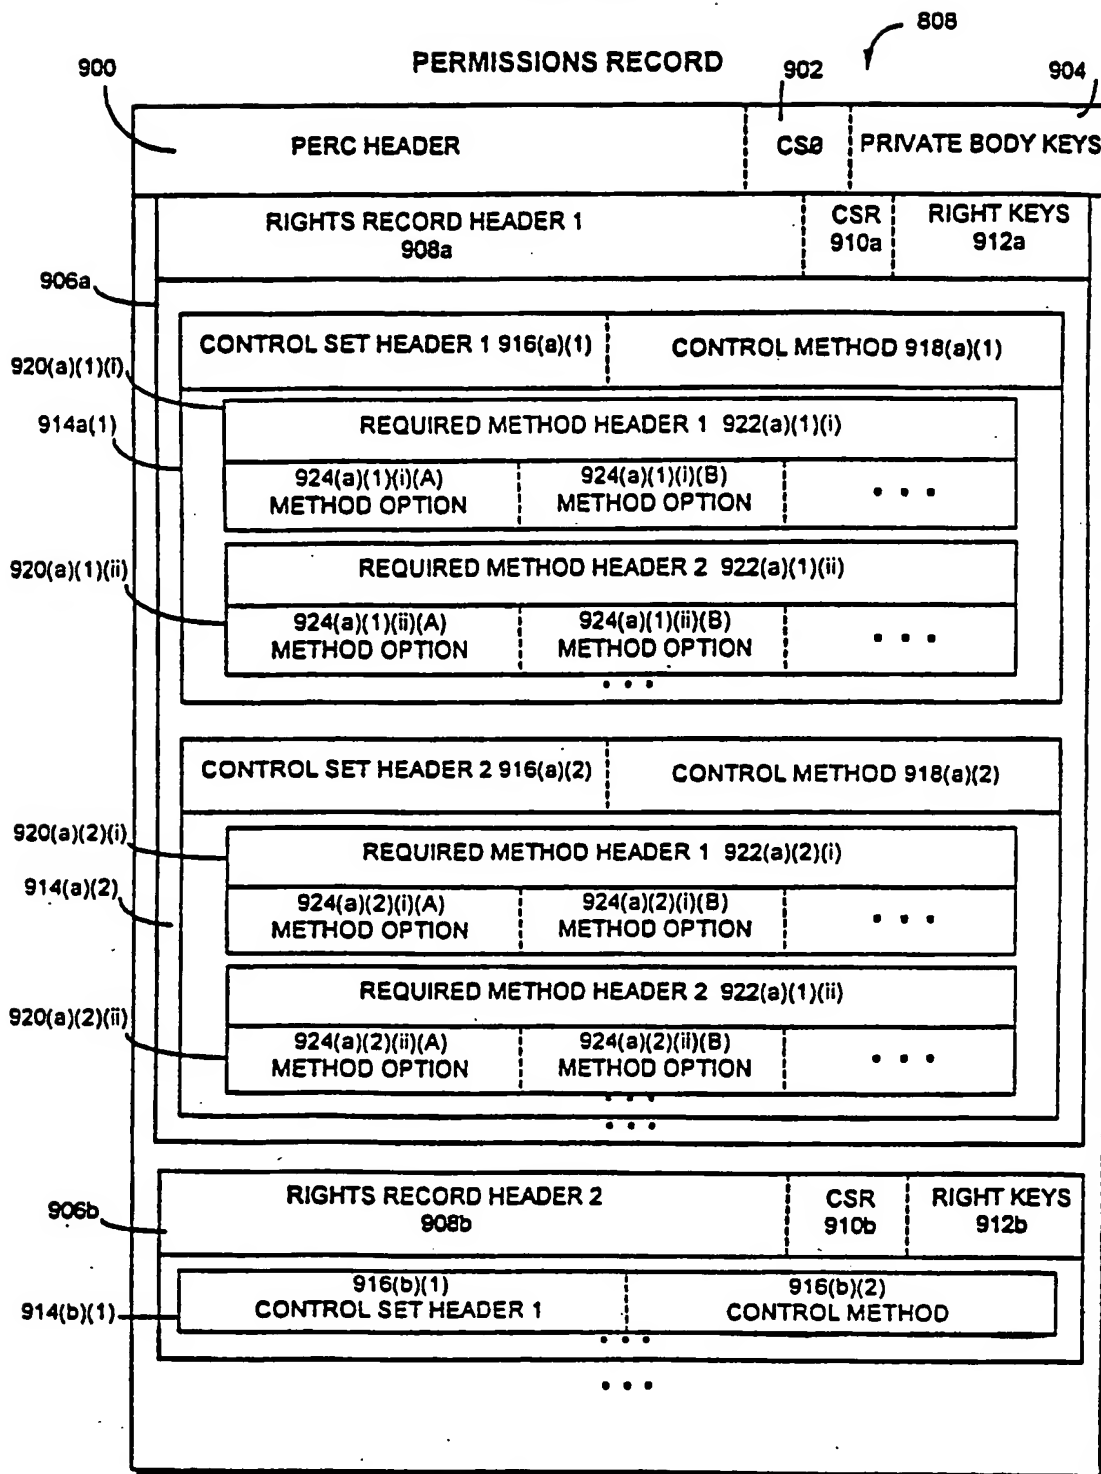 808
PERMISSIONS RECORD
900
902
904
PERC HEADER
CS0
PRIVATE BODY KEYS
RIGHTS RECORD HEADER 1
908a
CSR
910a
RIGHT KEYS
912a
906a
CONTROL SET HEADER 1 916(a)(1)
CONTROL METHOD 918(a)(1)
920(a)(1)(i)
914a(1)
REQUIRED METHOD HEADER 1 922(a)(1)(i)
924(a)(1)(i)(A)
METHOD OPTION
924(a)(1)(i)(B)
METHOD OPTION
• • •
920(a)(1)(ii)
REQUIRED METHOD HEADER 2 922(a)(1)(ii)
924(a)(1)(ii)(A)
METHOD OPTION
924(a)(1)(ii)(B)
METHOD OPTION
• • •
• • •
CONTROL SET HEADER 2 916(a)(2)
CONTROL METHOD 918(a)(2)
920(a)(2)(i)
914(a)(2)
REQUIRED METHOD HEADER 1 922(a)(2)(i)
924(a)(2)(i)(A)
METHOD OPTION
924(a)(2)(i)(B)
METHOD OPTION
• • •
920(a)(2)(ii)
REQUIRED METHOD HEADER 2 922(a)(1)(ii)
924(a)(2)(ii)(A)
METHOD OPTION
924(a)(2)(ii)(B)
METHOD OPTION
• • •
• • •
• • •
906b
RIGHTS RECORD HEADER 2
908b
CSR
910b
RIGHT KEYS
912b
914(b)(1)
916(b)(1)
CONTROL SET HEADER 1
916(b)(2)
CONTROL METHOD
• • •
• • •